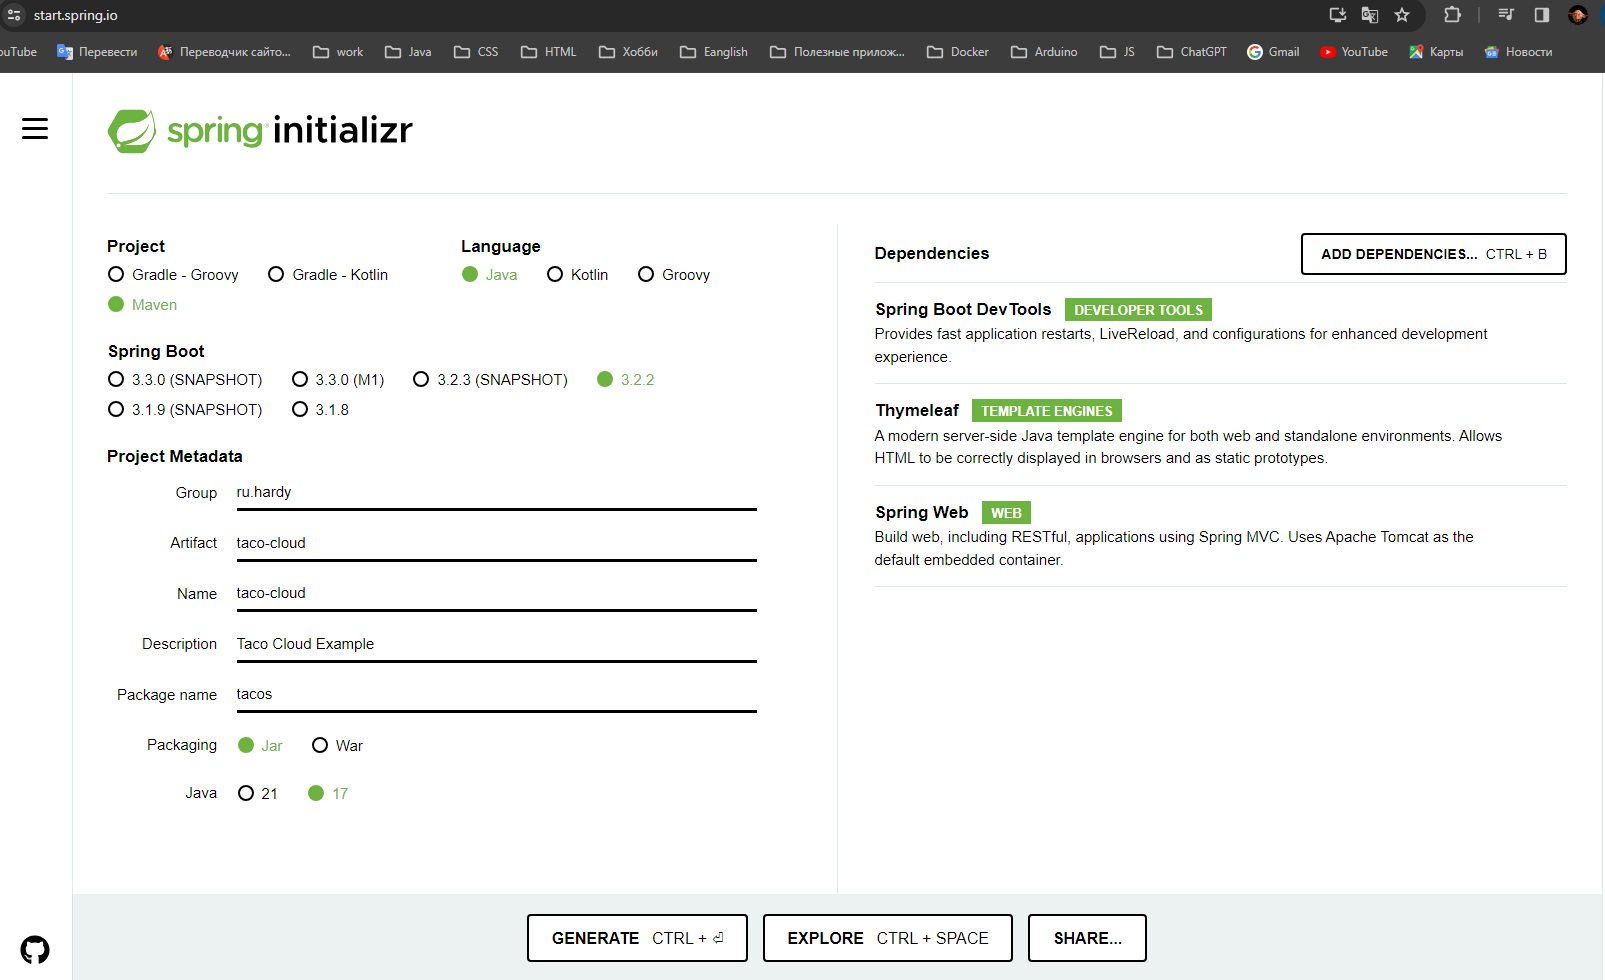 start.spring.io
ouTube Перевести Переводчик сайто... work Java CSS HTML Хобби Eanglish Полезные прилож... Docker Arduino JS ChatGPT Gmail YouTube Карты Новости
spring initializr
Project
Gradle - Groovy Gradle - Kotlin
Maven
Language
Java Kotlin Groovy
Spring Boot
3.3.0 (SNAPSHOT) 3.3.0 (M1) 3.2.3 (SNAPSHOT) 3.2.2
3.1.9 (SNAPSHOT) 3.1.8
Project Metadata
Group ru.hardy
Artifact taco-cloud
Name taco-cloud
Description Taco Cloud Example
Package name tacos
Packaging Jar War
Java 21 17
Dependencies ADD DEPENDENCIES... CTRL + B
Spring Boot DevTools DEVELOPER TOOLS
Provides fast application restarts, LiveReload, and configurations for enhanced development
experience.
Thymeleaf TEMPLATE ENGINES
A modern server-side Java template engine for both web and standalone environments. Allows
HTML to be correctly displayed in browsers and as static prototypes.
Spring Web WEB
Build web, including RESTful, applications using Spring MVC. Uses Apache Tomcat as the
default embedded container.
GENERATE CTRL + ⏎ EXPLORE CTRL + SPACE SHARE...